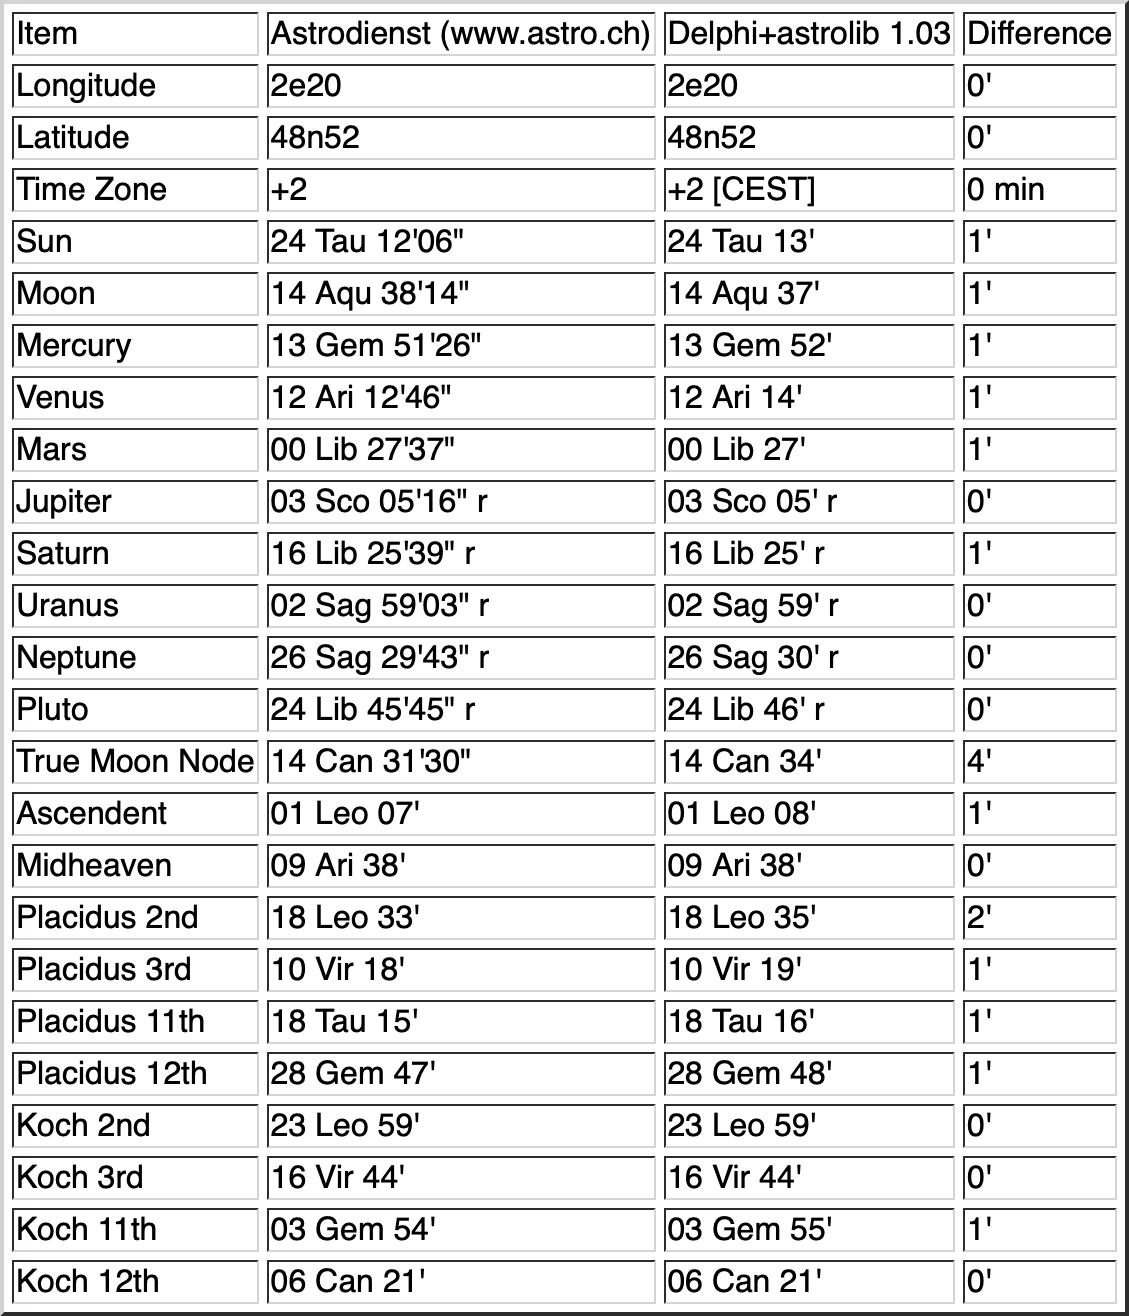 Item Astrodienst (www.astro.ch) Delphi+astrolib 1.03 Difference
Longitude 2e20 2e20 0'
Latitude 48n52 48n52 0'
Time Zone +2 +2 [CEST] 0 min
Sun 24 Tau 12'06" 24 Tau 13' 1'
Moon 14 Aqu 38'14" 14 Aqu 37' 1'
Mercury 13 Gem 51'26" 13 Gem 52' 1'
Venus 12 Ari 12'46" 12 Ari 14' 1'
Mars 00 Lib 27'37" 00 Lib 27' 1'
Jupiter 03 Sco 05'16" r 03 Sco 05' r 0'
Saturn 16 Lib 25'39" r 16 Lib 25' r 1'
Uranus 02 Sag 59'03" r 02 Sag 59' r 0'
Neptune 26 Sag 29'43" r 26 Sag 30' r 0'
Pluto 24 Lib 45'45" r 24 Lib 46' r 0'
True Moon Node 14 Can 31'30" 14 Can 34' 4'
Ascendent 01 Leo 07' 01 Leo 08' 1'
Midheaven 09 Ari 38' 09 Ari 38' 0'
Placidus 2nd 18 Leo 33' 18 Leo 35' 2'
Placidus 3rd 10 Vir 18' 10 Vir 19' 1'
Placidus 11th 18 Tau 15' 18 Tau 16' 1'
Placidus 12th 28 Gem 47' 28 Gem 48' 1'
Koch 2nd 23 Leo 59' 23 Leo 59' 0'
Koch 3rd 16 Vir 44' 16 Vir 44' 0'
Koch 11th 03 Gem 54' 03 Gem 55' 1'
Koch 12th 06 Can 21' 06 Can 21' 0'